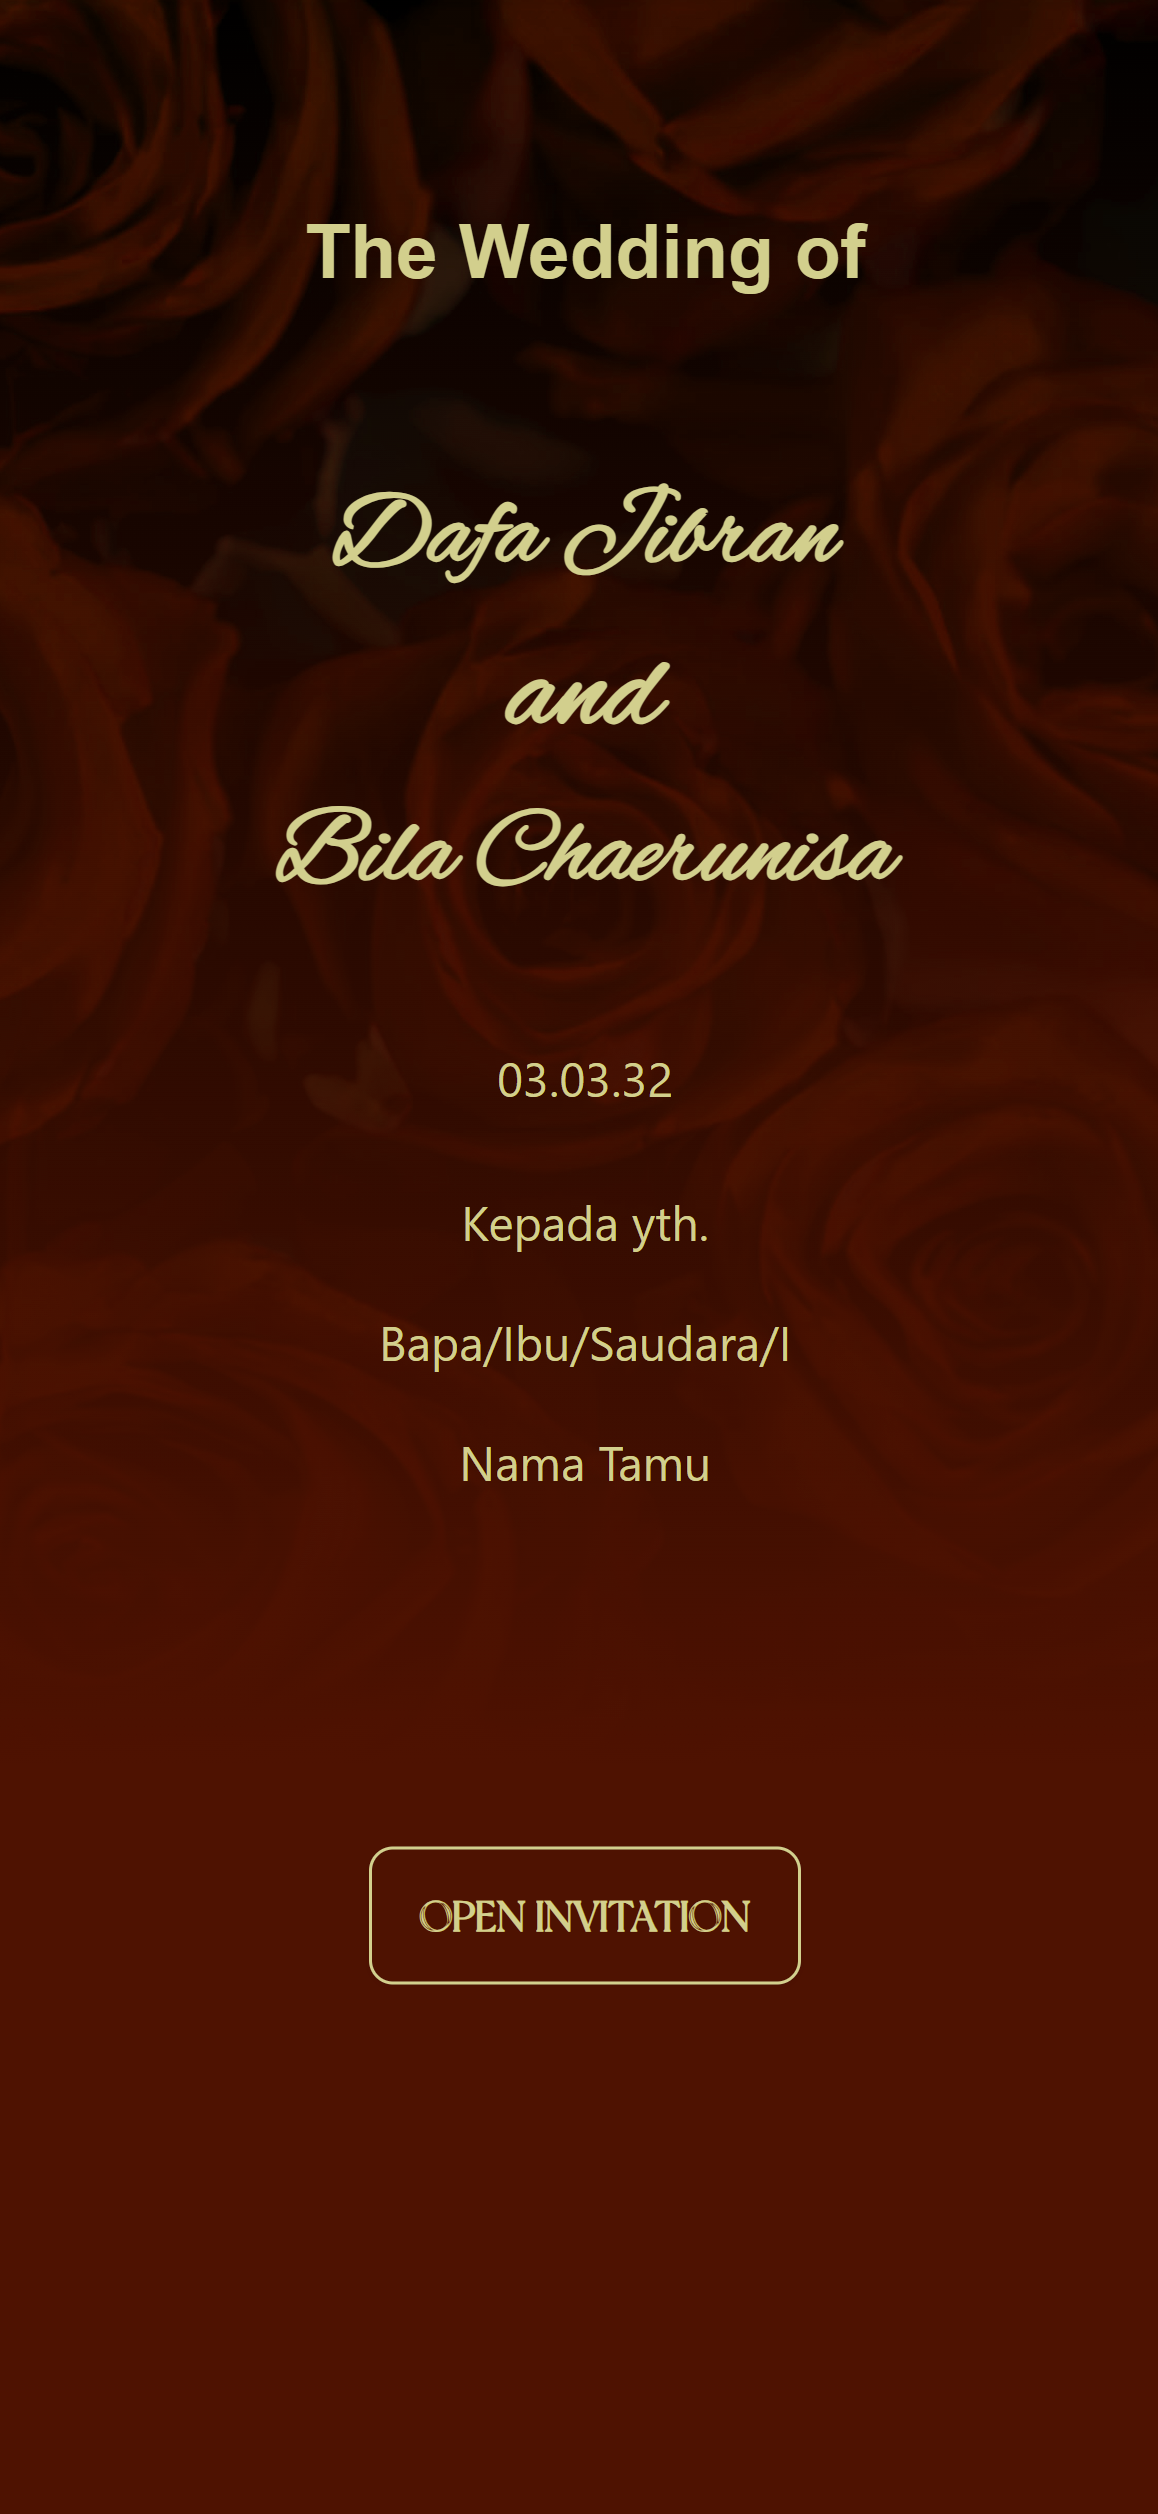 The Wedding of
Dafa Jibran
and
Bila Chaerunisa
03.03.32
Kepada yth.
Bapa/Ibu/Saudara/I
Nama Tamu
OPEN INVITATION